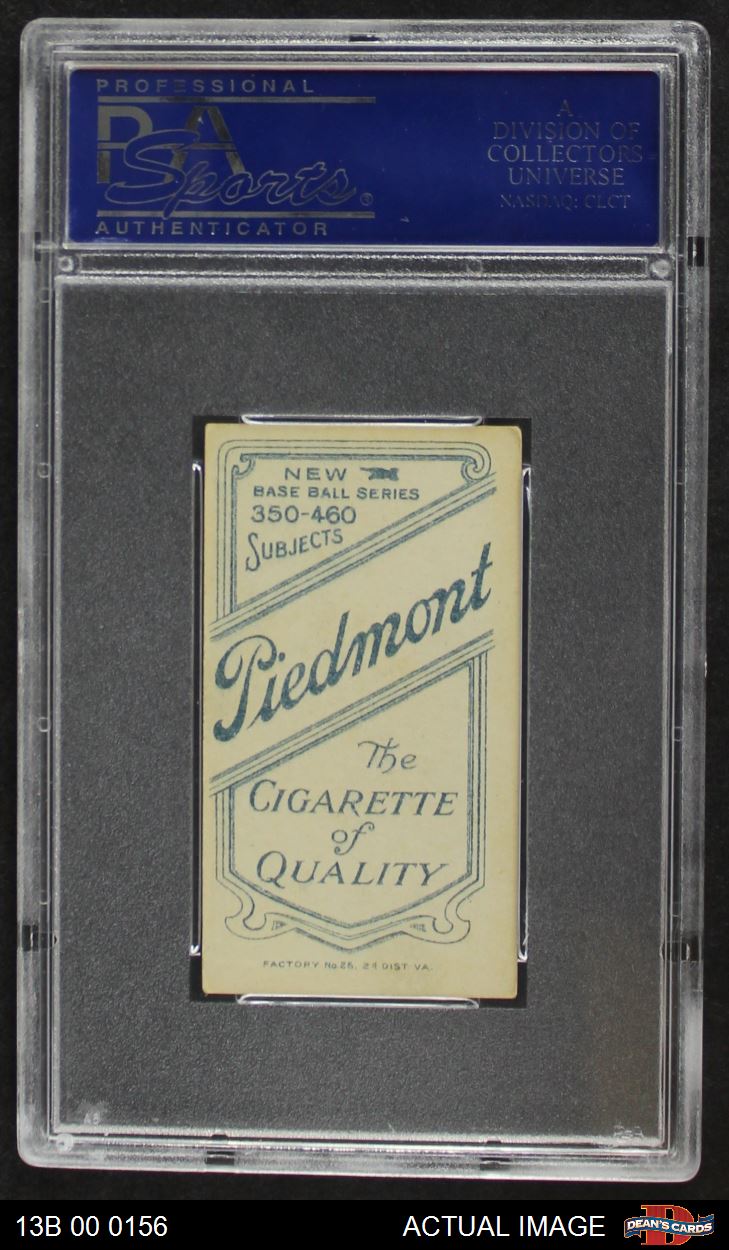 PROFESSIONAL
PSA
Sports®
AUTHENTICATOR
A
DIVISION OF
COLLECTORS
UNIVERSE
NASDAQ: CLCT
NEW
BASE BALL SERIES
350-460
SUBJECTS
Piedmont
The
CIGARETTE
of
QUALITY
FACTORY No 25, 2d DIST VA.
13B 00 0156
ACTUAL IMAGE
DEAN'S CARDS